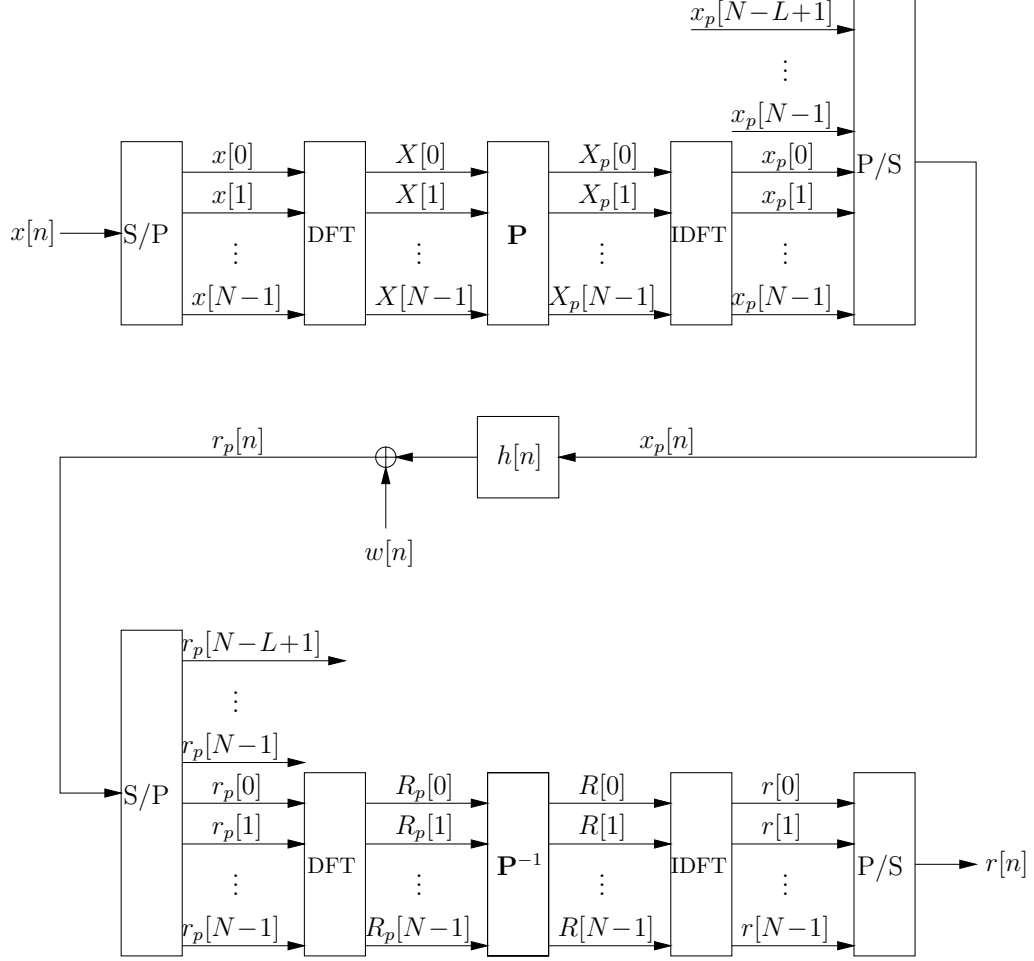 x_p[N−L+1]
⋮
x_p[N−1]
x[0] X[0] X_p[0] x_p[0]
P/S
x[1] X[1] X_p[1] x_p[1]
x[n] S/P DFT P IDFT
⋮ ⋮ ⋮ ⋮
x[N−1] X[N−1] X_p[N−1] x_p[N−1]
r_p[n] h[n] x_p[n]
w[n]
r_p[N−L+1]
⋮
r_p[N−1]
S/P r_p[0] R_p[0] R[0] r[0]
r_p[1] R_p[1] R[1] r[1]
DFT P⁻¹ IDFT P/S r[n]
⋮ ⋮ ⋮ ⋮
r_p[N−1] R_p[N−1] R[N−1] r[N−1]